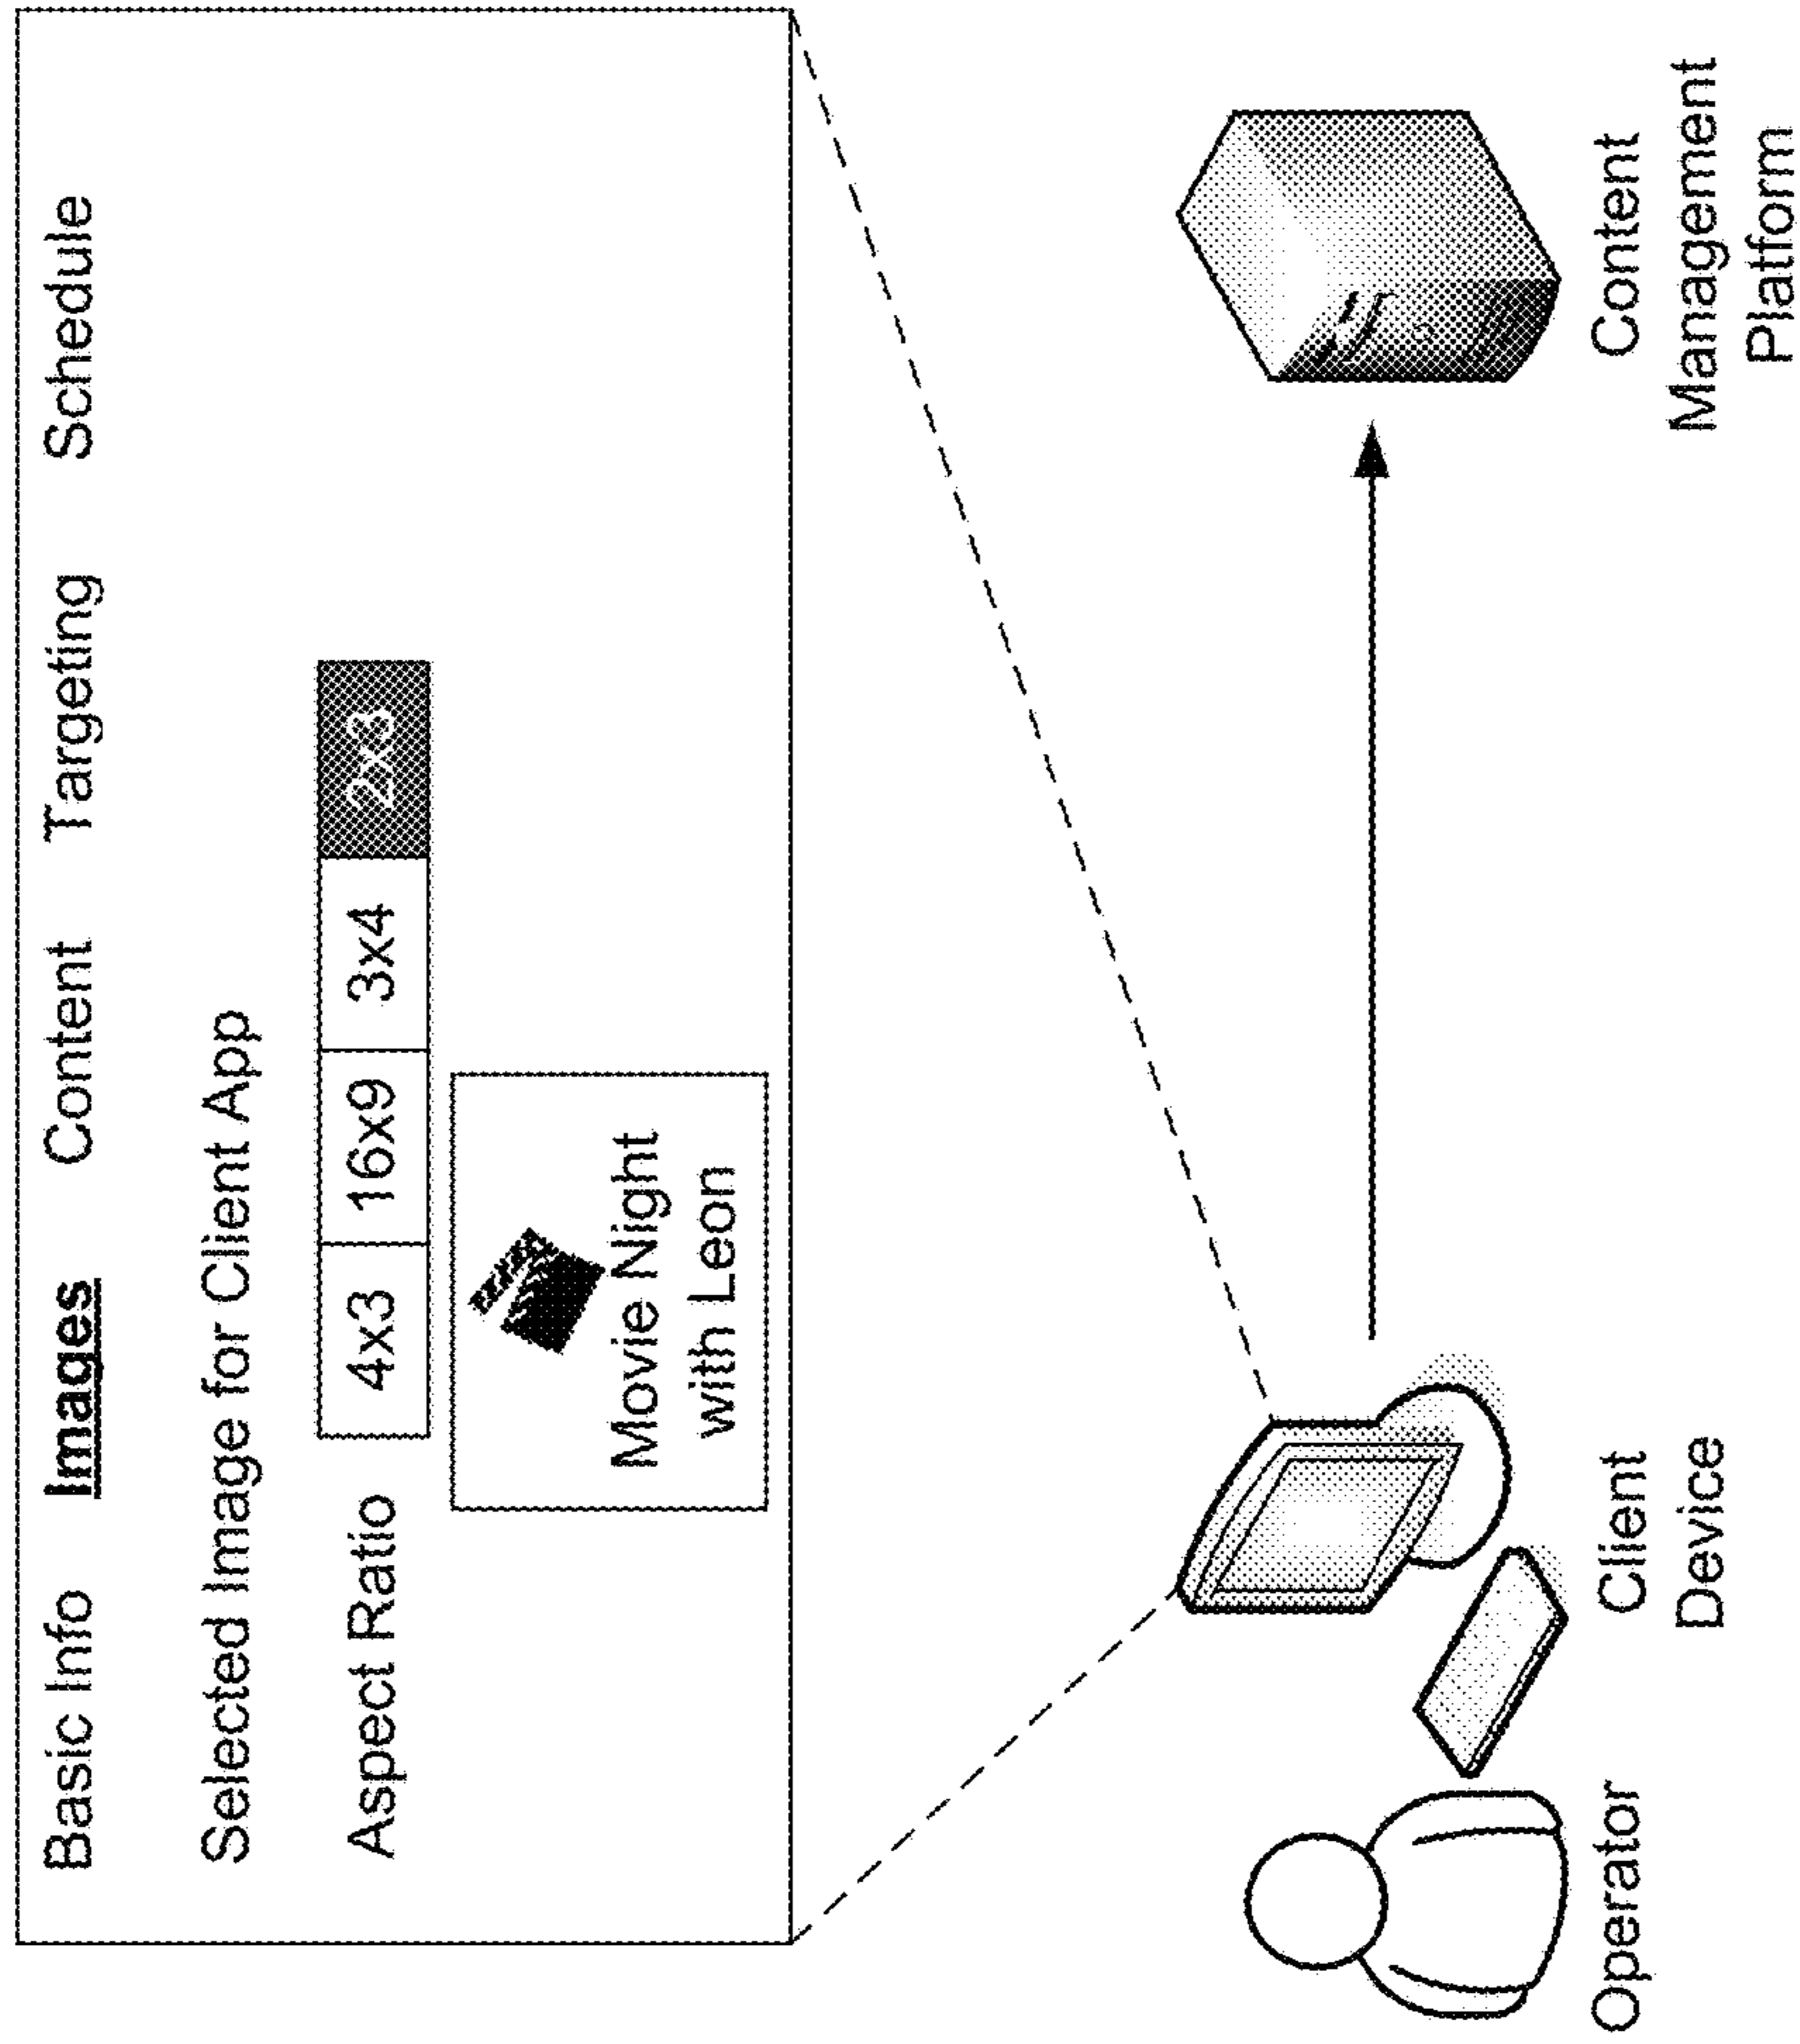 Basic Info Images Content Targeting Schedule
Selected Image for Client App
Aspect Ratio 4x3 16x9 3x4 2x3
Movie Night
with Leon
Operator
Client
Device
Content
Management
Platform